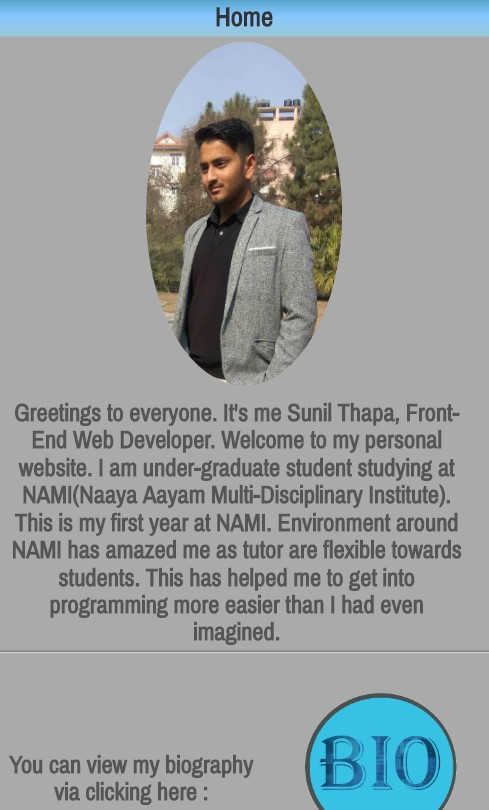 Home
Greetings to everyone. It's me Sunil Thapa, Front-
End Web Developer. Welcome to my personal
website. I am under-graduate student studying at
NAMI(Naaya Aayam Multi-Disciplinary Institute).
This is my first year at NAMI. Environment around
NAMI has amazed me as tutor are flexible towards
students. This has helped me to get into
programming more easier than I had even
imagined.
You can view my biography
via clicking here :
BIO